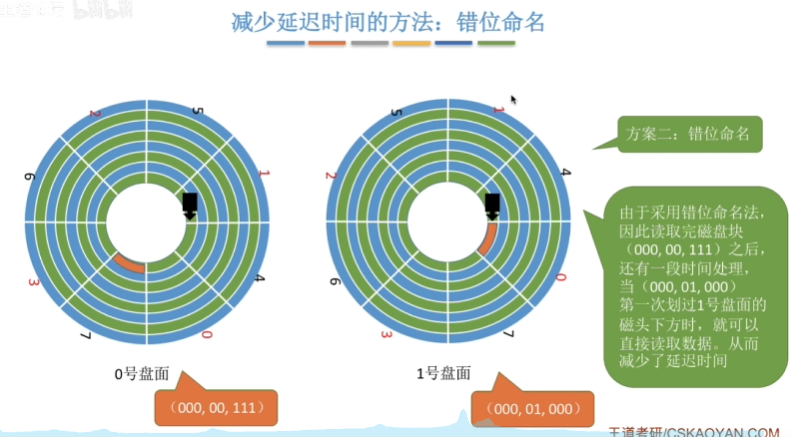 bilibili
减少延迟时间的方法：错位命名
2
5
6
1
3
4
7
0
5
1
2
4
6
0
3
7
方案二：错位命名
由于采用错位命名法，
因此读取完磁盘块
（000, 00, 111）之后，
还有一段时间处理，
当（000, 01, 000）
第一次划过1号盘面的
磁头下方时，就可以
直接读取数据。从而
减少了延迟时间
0号盘面
1号盘面
（000, 00, 111）
（000, 01, 000）
王道考研/CSKAOYAN.COM